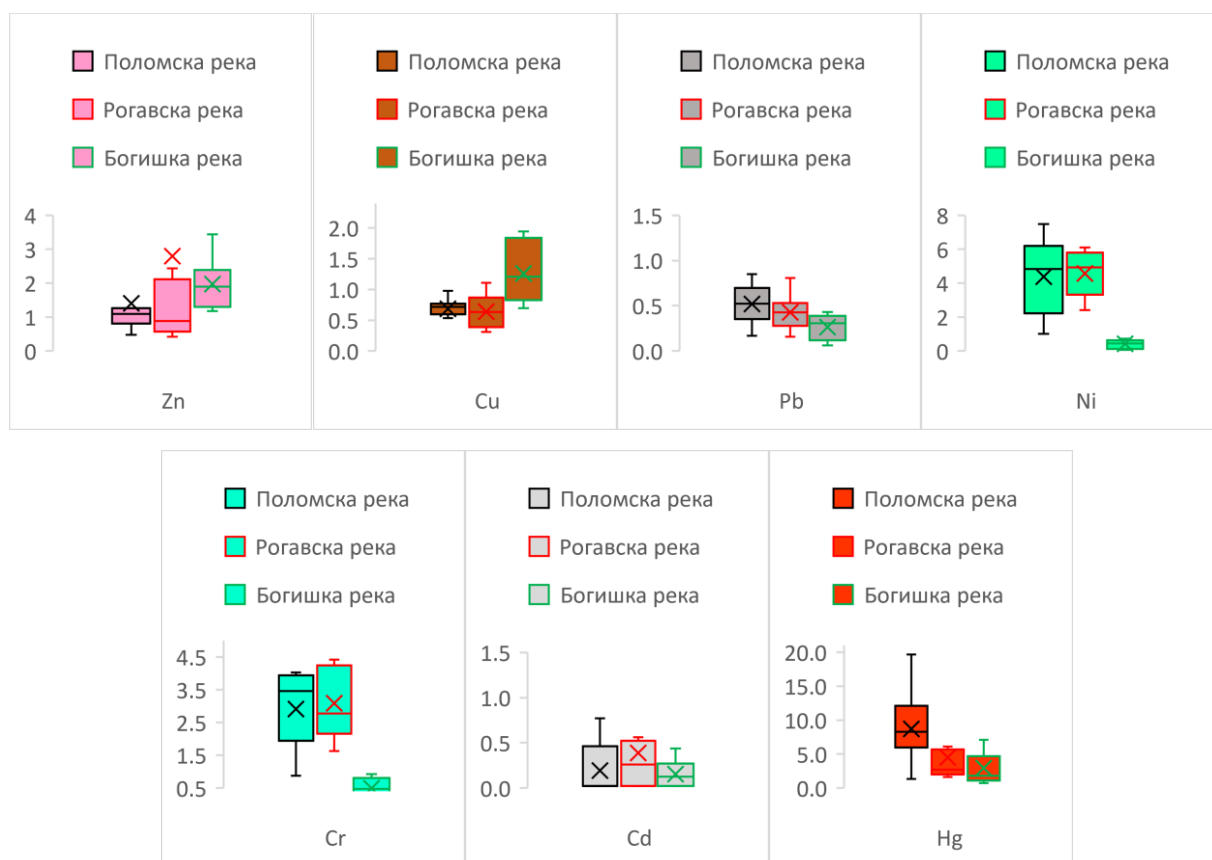 Поломска река
Рогавска река
Богишка река
4
3
2
1
0
Zn
Поломска река
Рогавска река
Богишка река
2.0
1.5
1.0
0.5
0.0
Cu
Поломска река
Рогавска река
Богишка река
1.5
1.0
0.5
0.0
Pb
Поломска река
Рогавска река
Богишка река
8
6
4
2
0
Ni
Поломска река
Рогавска река
Богишка река
4.5
3.5
2.5
1.5
0.5
Cr
Поломска река
Рогавска река
Богишка река
1.5
1.0
0.5
0.0
Cd
Поломска река
Рогавска река
Богишка река
20.0
15.0
10.0
5.0
0.0
Hg